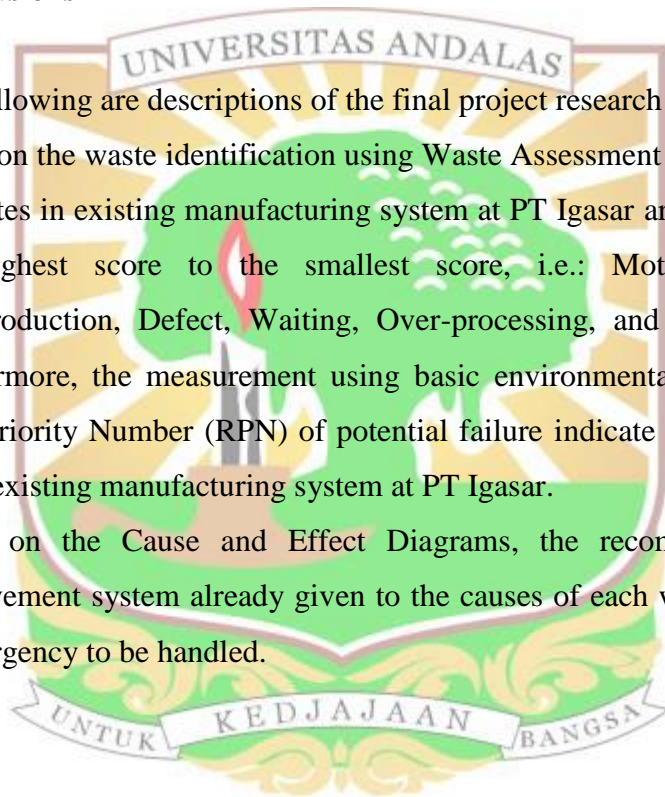 UNIVERSITAS ANDALAS
llowing are descriptions of the final project research
on the waste identification using Waste Assessment
tes in existing manufacturing system at PT Igasar ar
ghest score to the smallest score, i.e.: Mot
roduction, Defect, Waiting, Over-processing, and
rmore, the measurement using basic environmenta
riority Number (RPN) of potential failure indicate
existing manufacturing system at PT Igasar.
on the Cause and Effect Diagrams, the recon
vement system already given to the causes of each v
rgency to be handled.
UNTUK KEDJAJAAN BANGSA